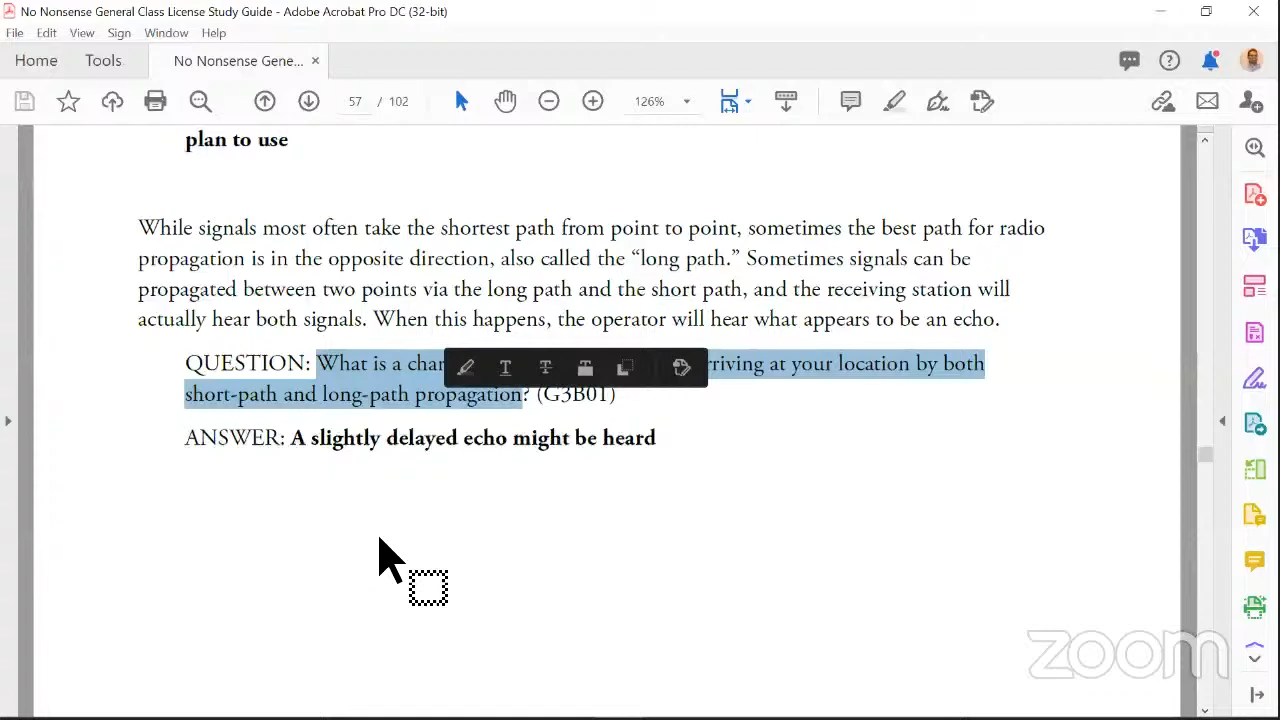 No Nonsense General Class License Study Guide - Adobe Acrobat Pro DC (32-bit)
File Edit View Sign Window Help
Home Tools No Nonsense Gene...
57 / 102 126%
plan to use
While signals most often take the shortest path from point to point, sometimes the best path for radio
propagation is in the opposite direction, also called the “long path.” Sometimes signals can be
propagated between two points via the long path and the short path, and the receiving station will
actually hear both signals. When this happens, the operator will hear what appears to be an echo.
QUESTION: What is a char rriving at your location by both
short-path and long-path propagation? (G3B01)
ANSWER: A slightly delayed echo might be heard
zoom